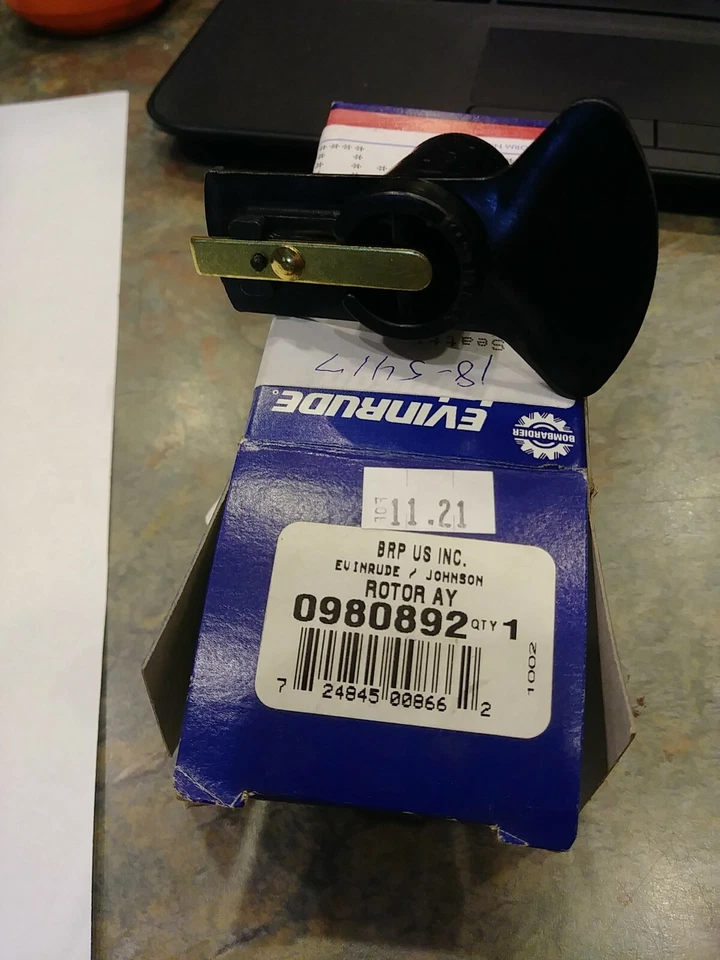 18-5417
EVINRUDE
BOMBARDIER
11.21
BRP US INC.
EVINRUDE / JOHNSON
ROTOR AY
0980892 QTY 1
7 24845 00866 2
1002